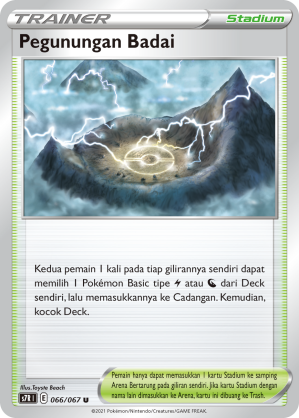 TRAINER Stadium
Pegunungan Badai
Kedua pemain 1 kali pada tiap gilirannya sendiri dapat
memilih 1 Pokémon Basic tipe atau dari Deck
sendiri, lalu memasukkannya ke Cadangan. Kemudian,
kocok Deck.
Illus.Toyste Beach
s7R I E 066/067 U
Pemain hanya dapat memasukkan 1 kartu Stadium ke samping
Arena Bertarung pada giliran sendiri. Jika kartu Stadium dengan
nama lain dimasukkan ke Arena, kartu ini dibuang ke Trash.
©2021 Pokémon/Nintendo/Creatures/GAME FREAK.